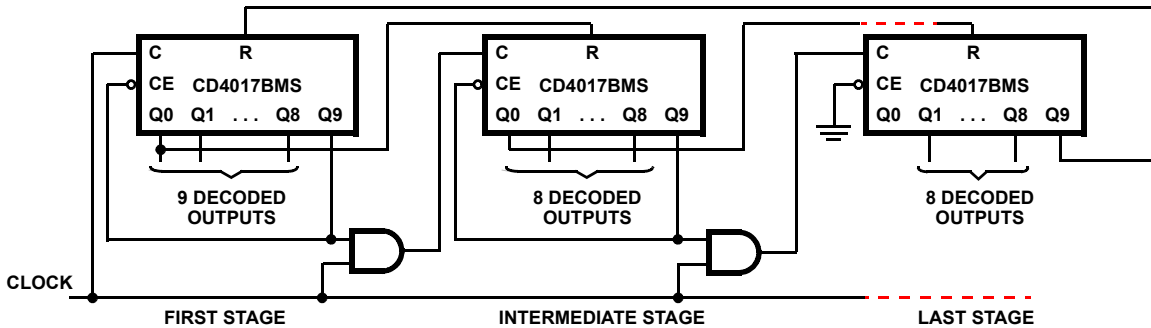 C R
CE CD4017BMS
Q0 Q1 . . . Q8 Q9
9 DECODED
OUTPUTS
C R
CE CD4017BMS
Q0 Q1 . . . Q8 Q9
8 DECODED
OUTPUTS
C R
CE CD4017BMS
Q0 Q1 . . . Q8 Q9
8 DECODED
OUTPUTS
CLOCK
FIRST STAGE
INTERMEDIATE STAGE
LAST STAGE